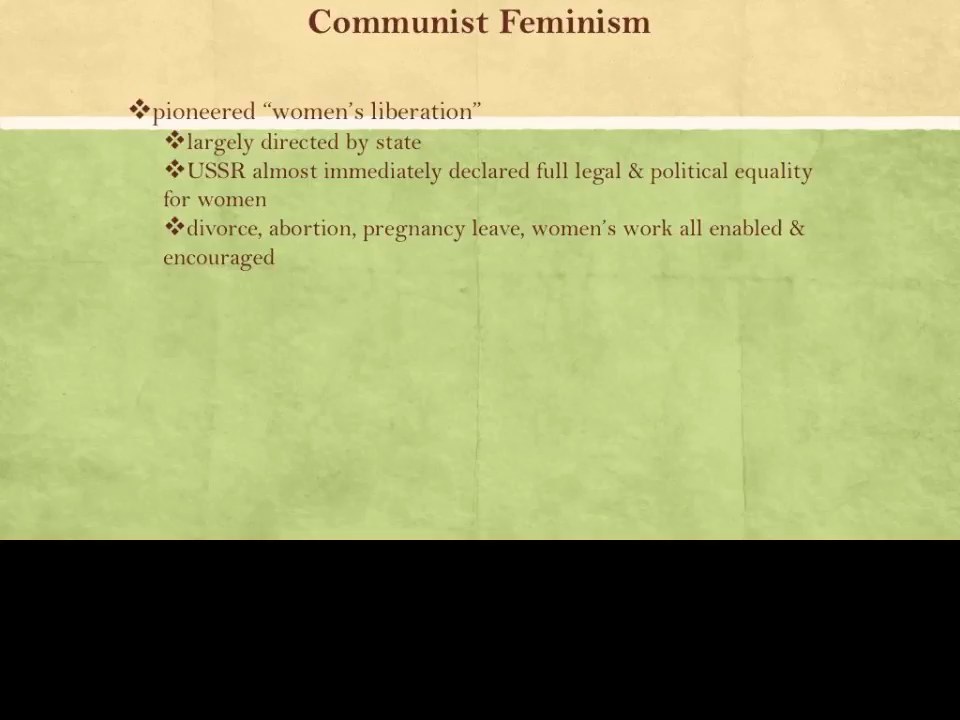 Communist Feminism
❖pioneered “women’s liberation”
❖largely directed by state
❖USSR almost immediately declared full legal & political equality
for women
❖divorce, abortion, pregnancy leave, women’s work all enabled &
encouraged